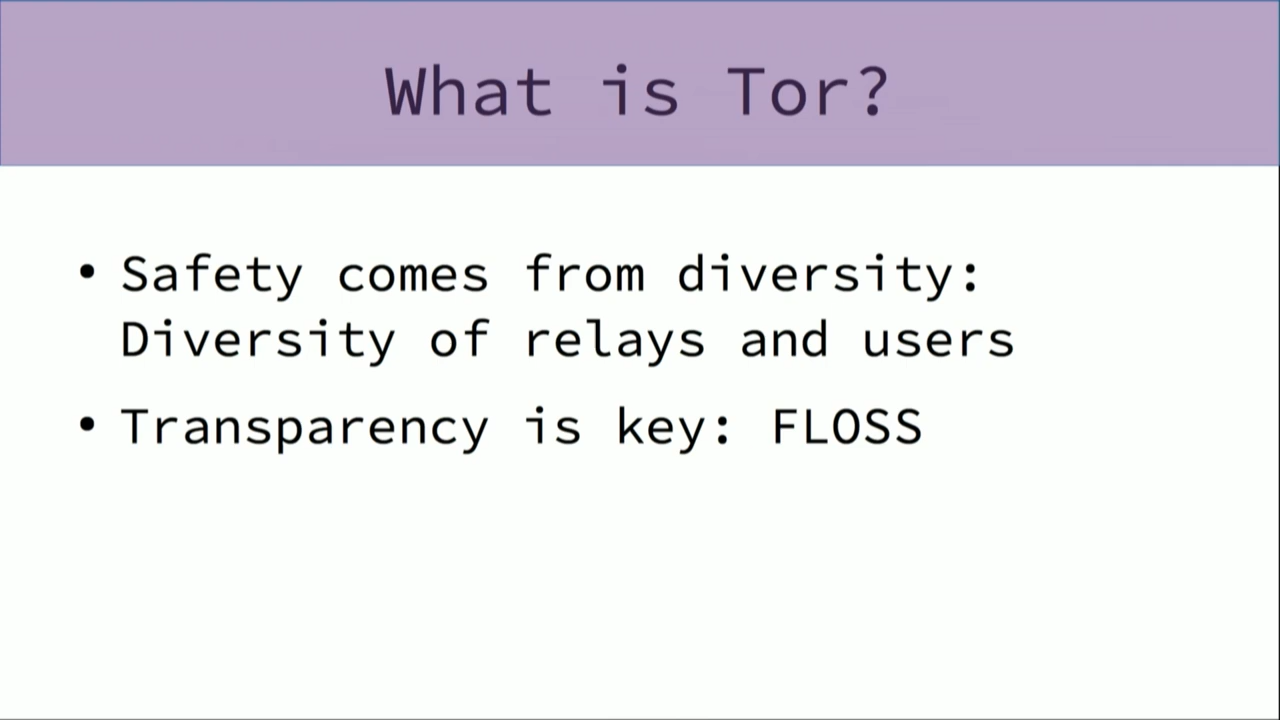 What is Tor?
• Safety comes from diversity:
Diversity of relays and users
• Transparency is key: FLOSS